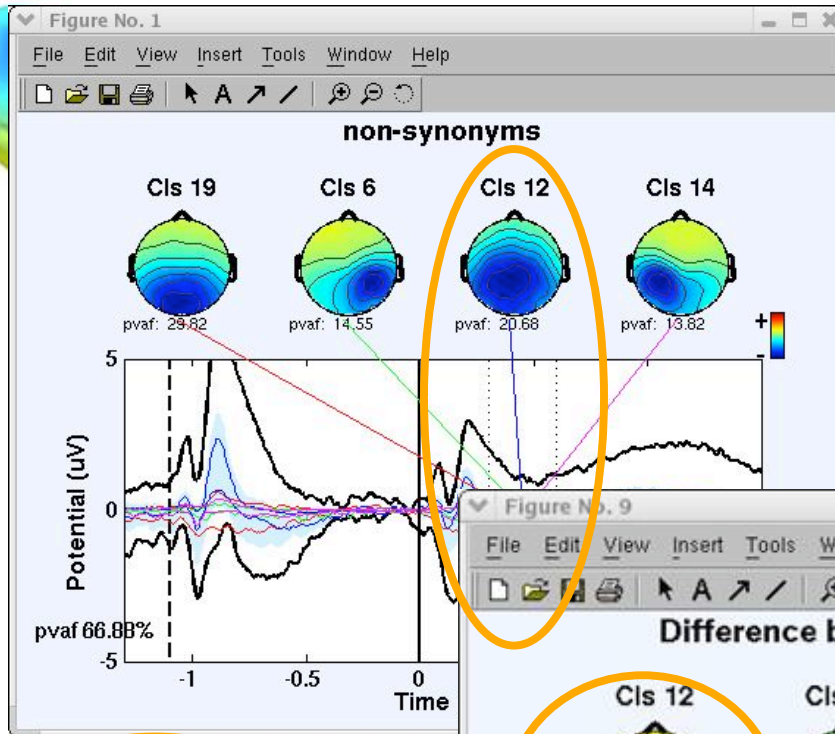 Figure No. 1
File Edit View Insert Tools Window Help
non-synonyms
Cls 19 Cls 6 Cls 12 Cls 14
pvaf: 29.82 pvaf: 14.55 pvaf: 20.68 pvaf: 13.82
+
-
5
0
-5
Potential (uV)
pvaf 66.88%
-1 -0.5 0
Time
Figure No. 9
File Edit View Insert Tools
Difference
Cls 12